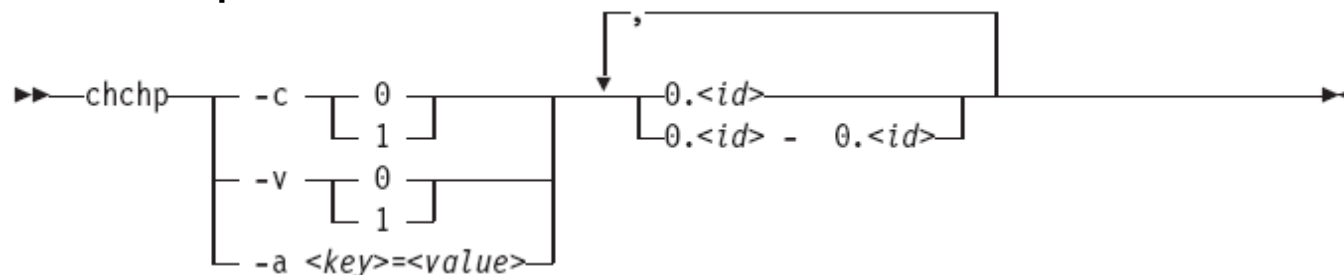 ,
chchp -c 0 0.<id>
1 0.<id> - 0.<id>
-v 0
1
-a <key>=<value>